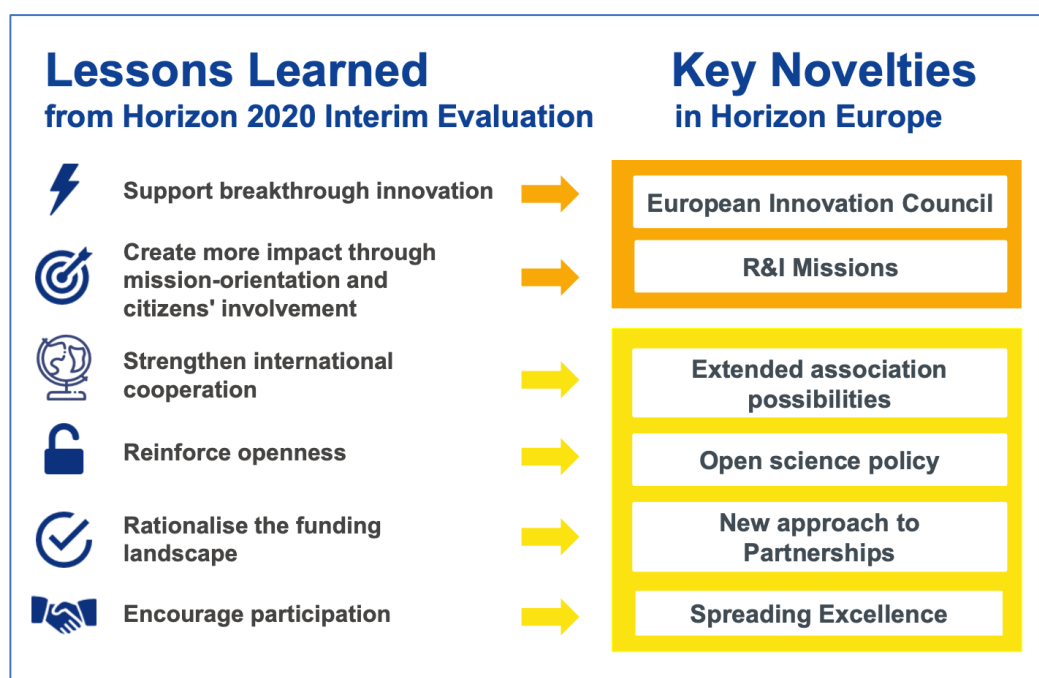 Lessons Learned
from Horizon 2020 Interim Evaluation
Key Novelties
in Horizon Europe
Support breakthrough innovation
European Innovation Council
Create more impact through
mission-orientation and
citizens' involvement
R&I Missions
Strengthen international
cooperation
Extended association
possibilities
Reinforce openness
Open science policy
Rationalise the funding
landscape
New approach to
Partnerships
Encourage participation
Spreading Excellence